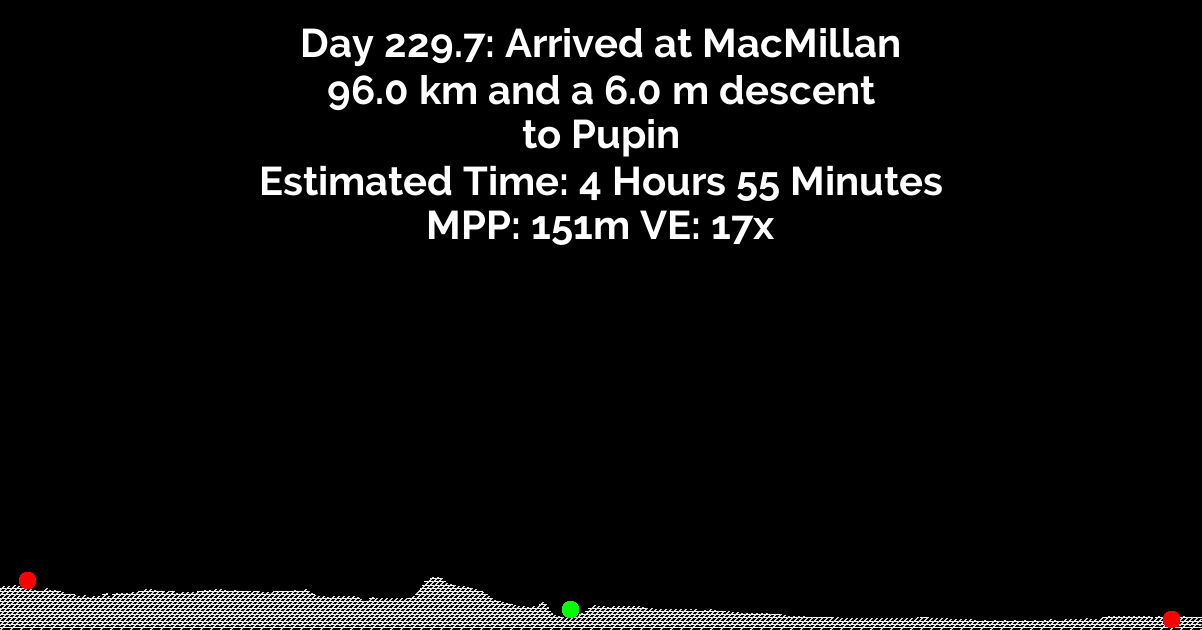 Day 229.7: Arrived at MacMillan
96.0 km and a 6.0 m descent
to Pupin
Estimated Time: 4 Hours 55 Minutes
MPP: 151m VE: 17x